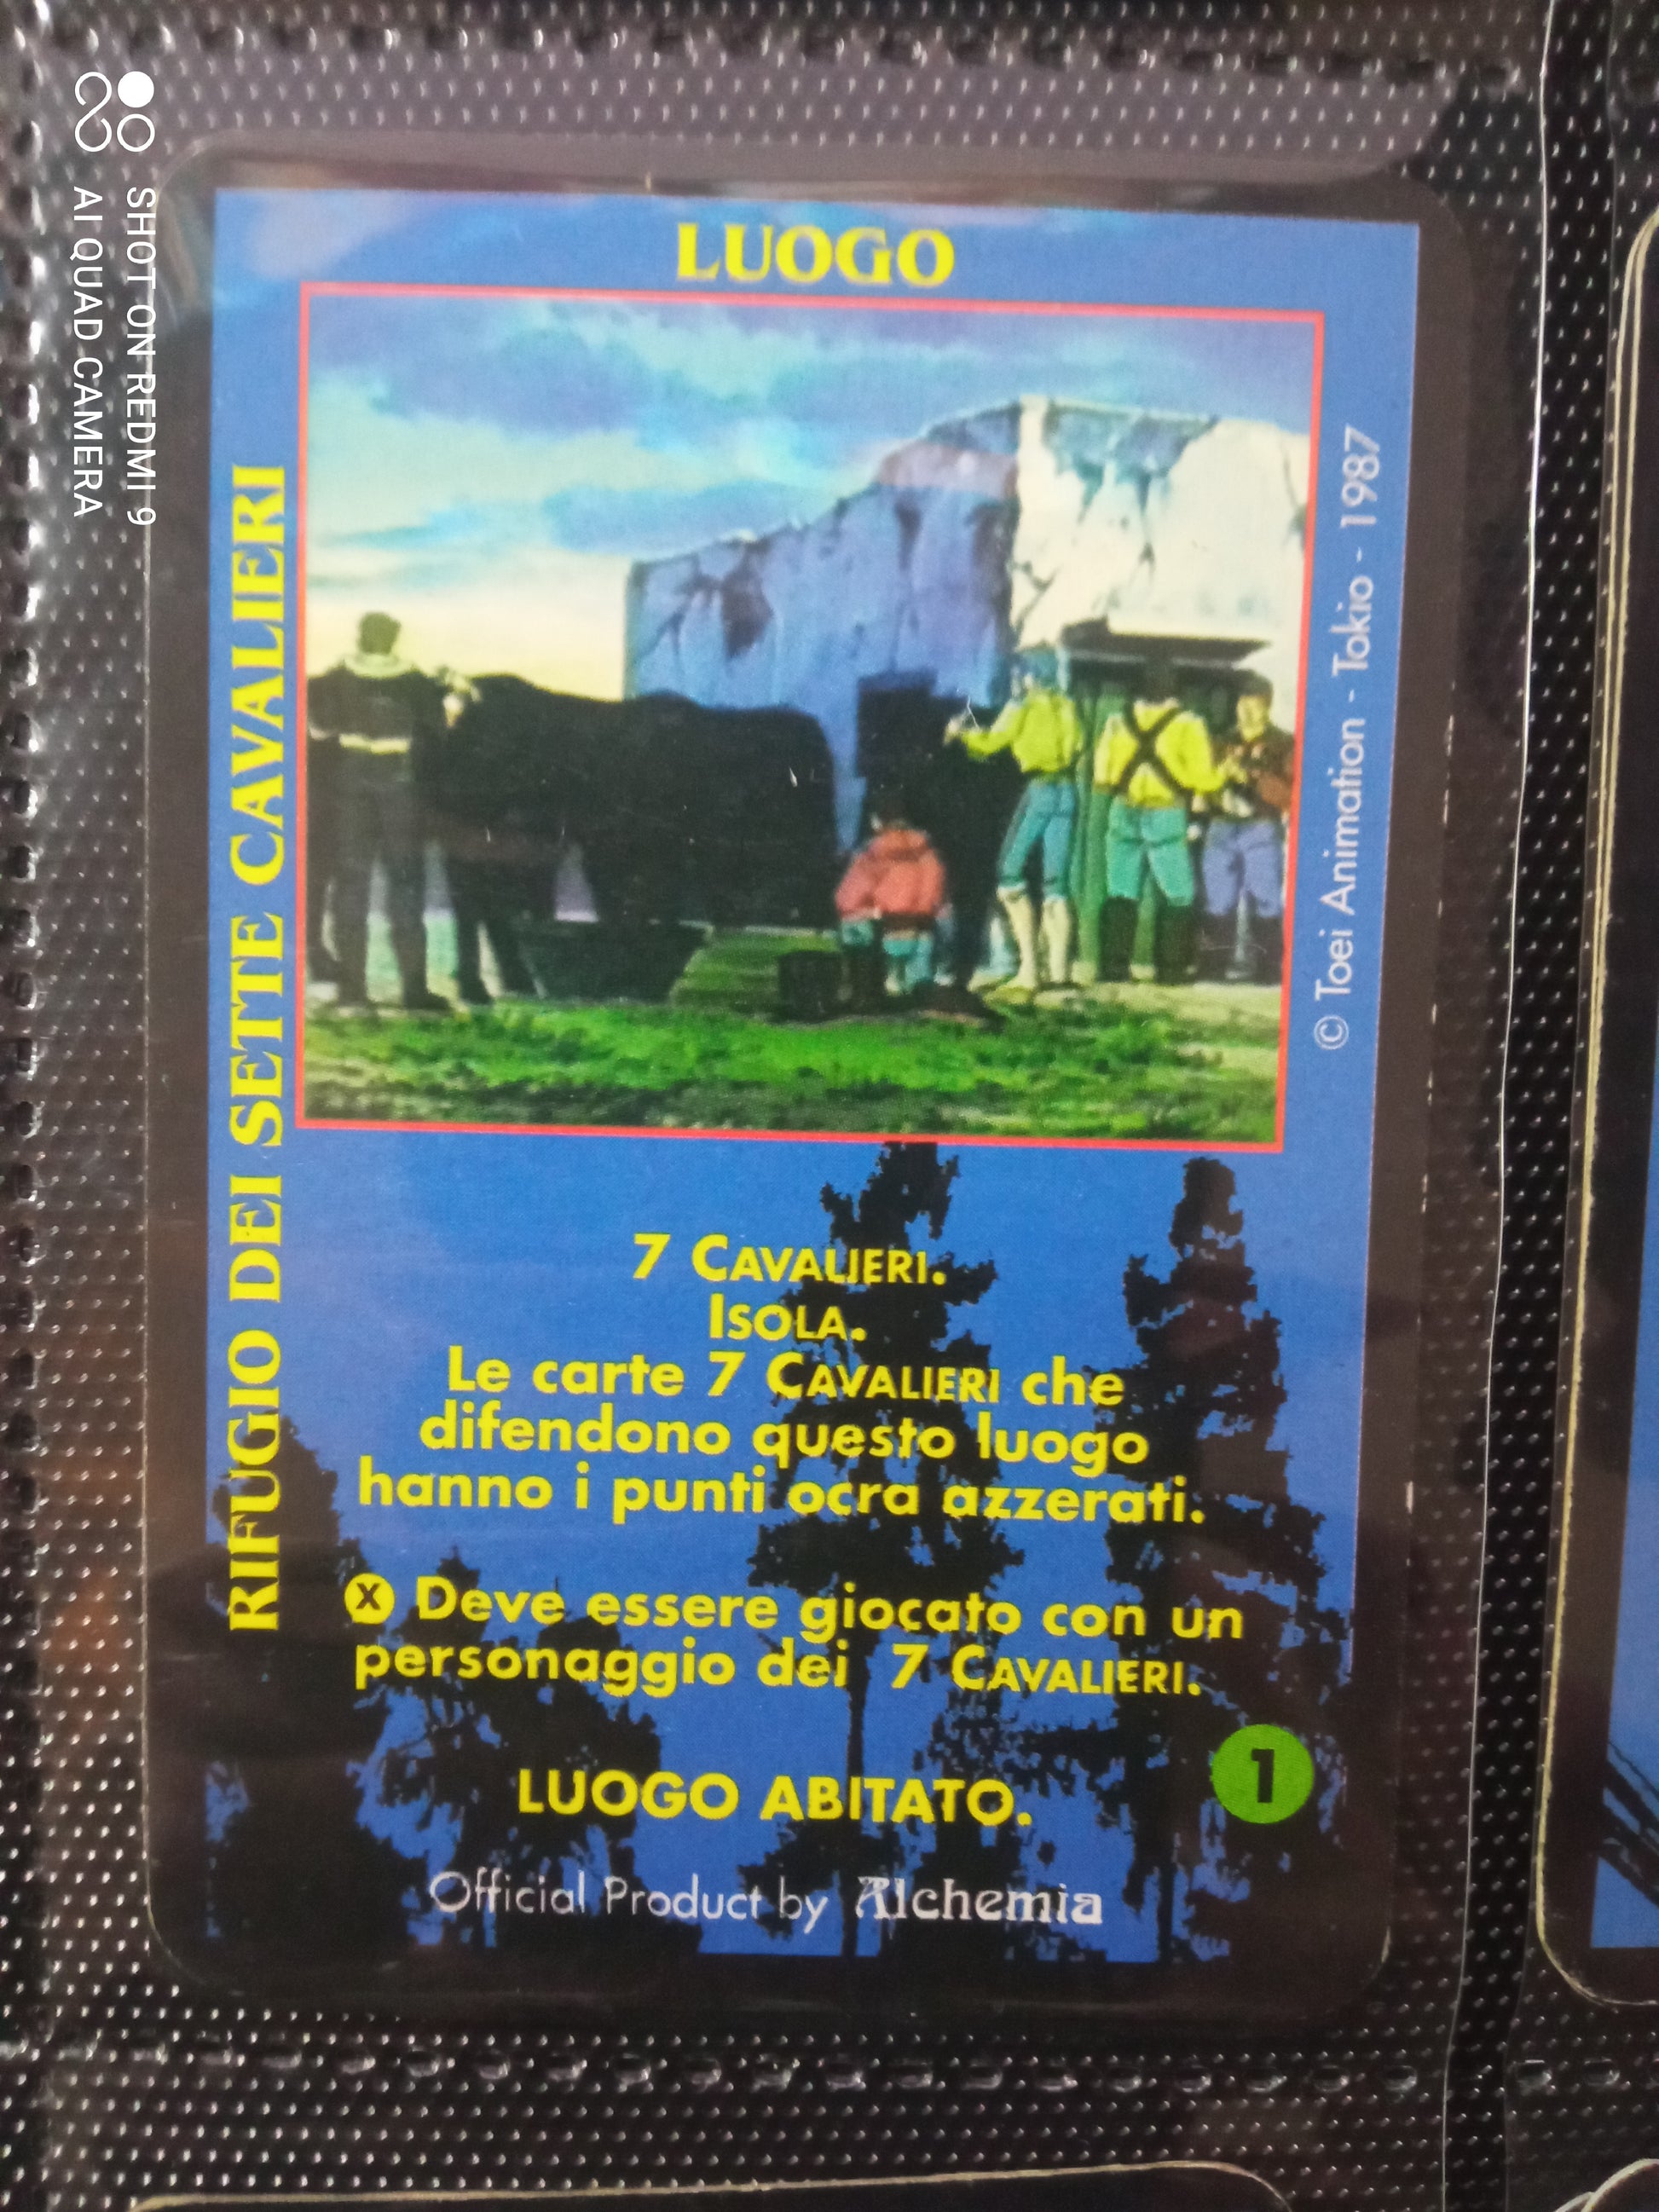 LUOGO
RIFUGIO DEI SETTE CAVALIERI
© Toei Animation - Tokio - 1987
7 CAVALIERI.
ISOLA.
Le carte 7 CAVALIERI che
difendono questo luogo
hanno i punti ocra azzerati.
X Deve essere giocato con un
personaggio dei 7 CAVALIERI.
1
LUOGO ABITATO.
Official Product by Alchemia
SHOT ON REDMI 9
AI QUAD CAMERA